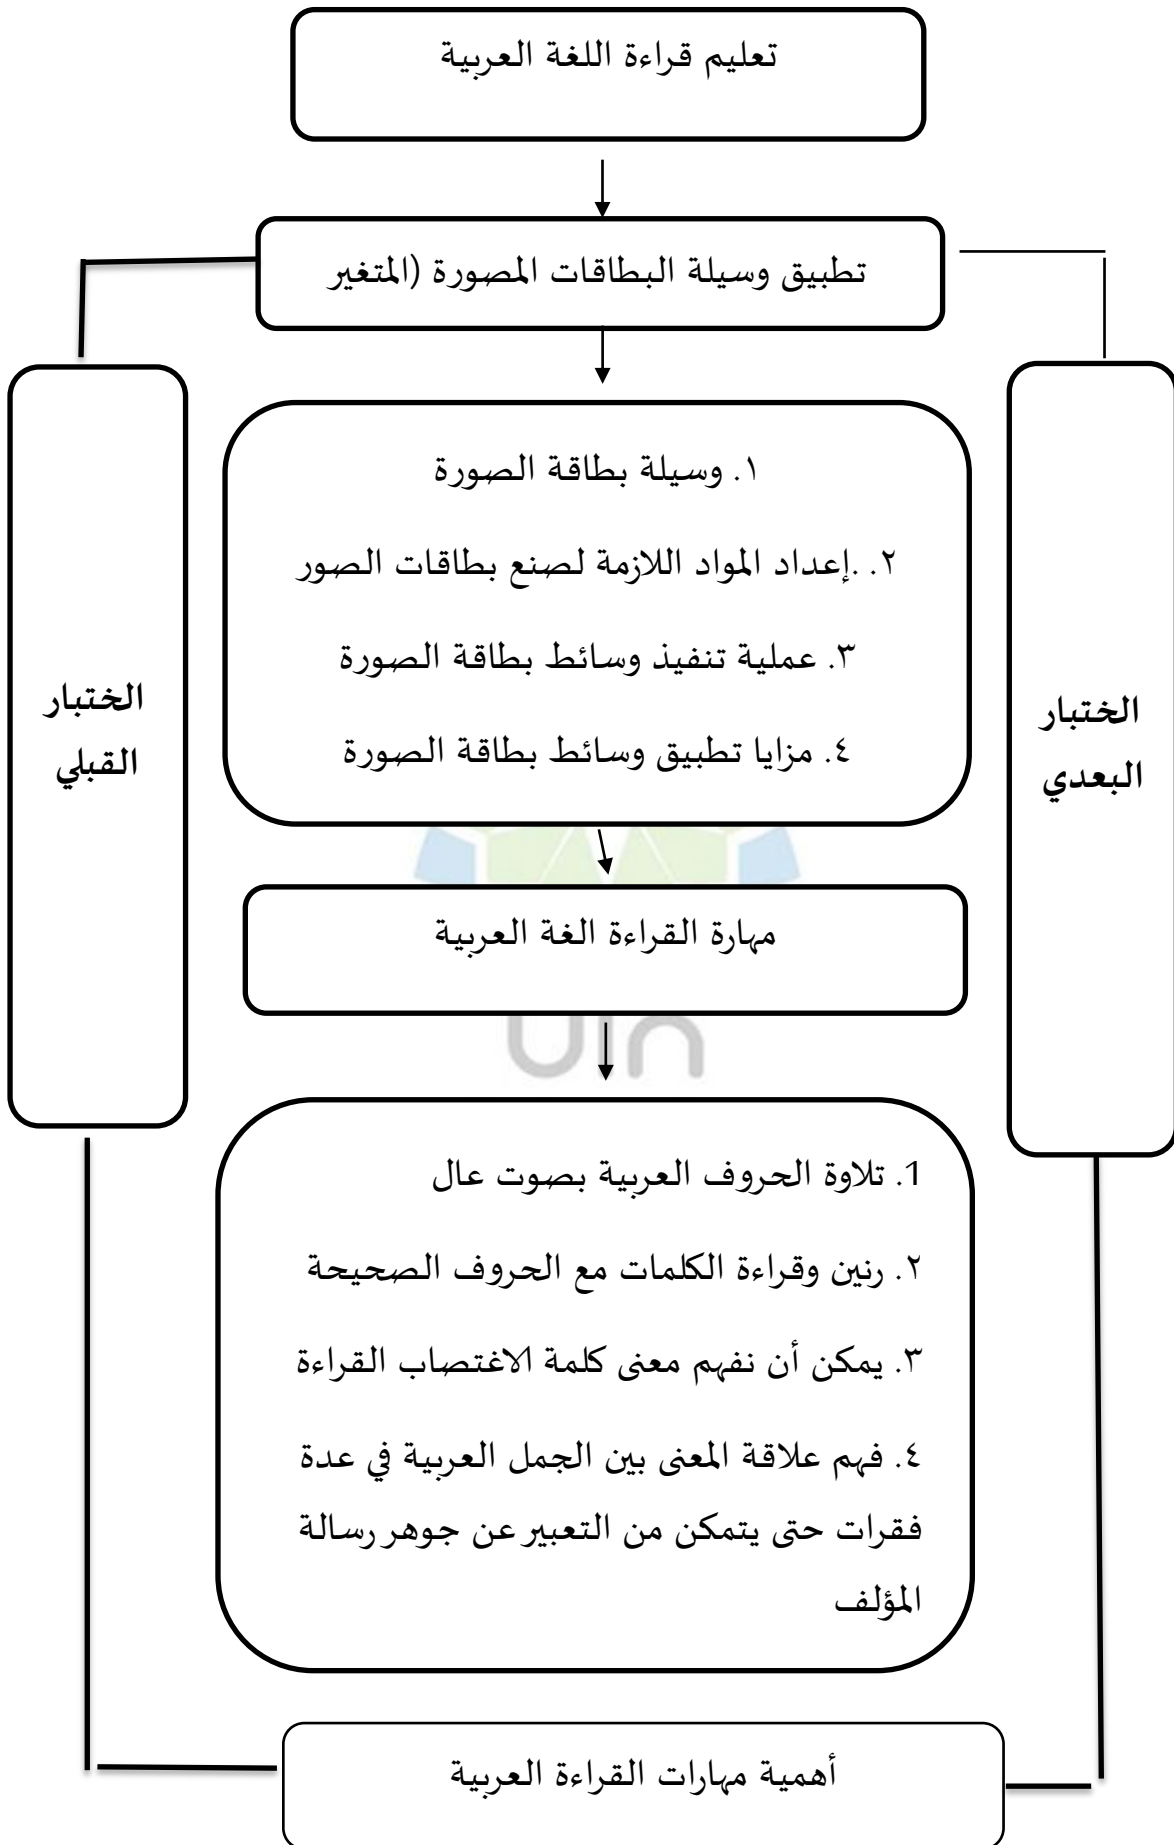 تعليم قراءة اللغة العربية
تطبيق وسيلة البطاقات المصورة (المتغير
١. وسيلة بطاقة الصورة
٢. .إعداد المواد اللازمة لصنع بطاقات الصور
٣. عملية تنفيذ وسائط بطاقة الصورة
٤. مزايا تطبيق وسائط بطاقة الصورة
الختبار
البعدي
الختبار
القبلي
مهارة القراءة الغة العربية
uin
1. تلاوة الحروف العربية بصوت عال
٢. رنين وقراءة الكلمات مع الحروف الصحيحة
٣. يمكن أن نفهم معنى كلمة الاغتصاب القراءة
٤. فهم علاقة المعنى بين الجمل العربية في عدة
فقرات حتى يتمكن من التعبير عن جوهر رسالة
المؤلف
أهمية مهارات القراءة العربية